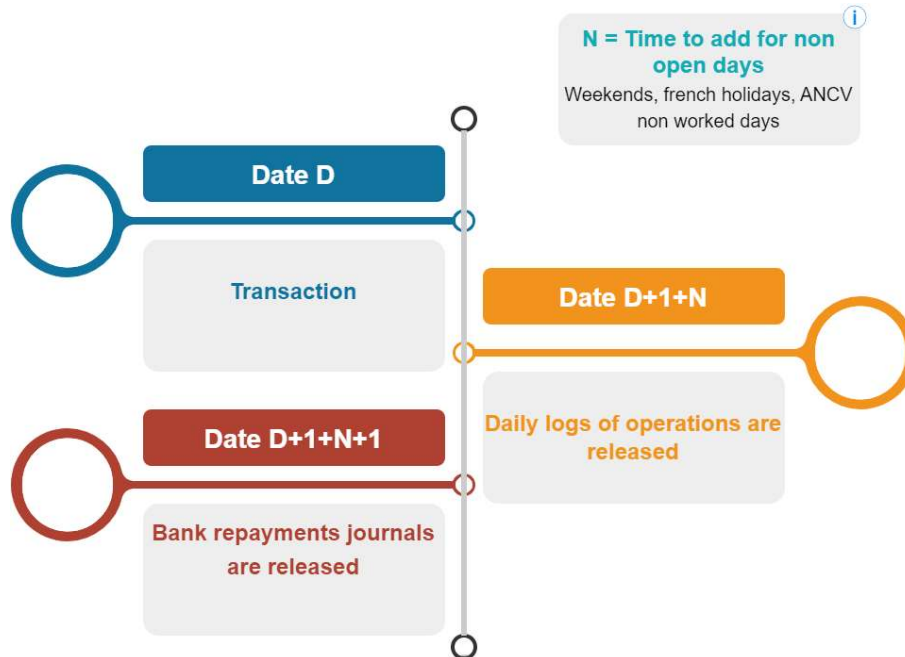 i
N = Time to add for non
open days
Weekends, french holidays, ANCV
non worked days
Date D
Transaction
Date D+1+N
Daily logs of operations are
released
Date D+1+N+1
Bank repayments journals
are released